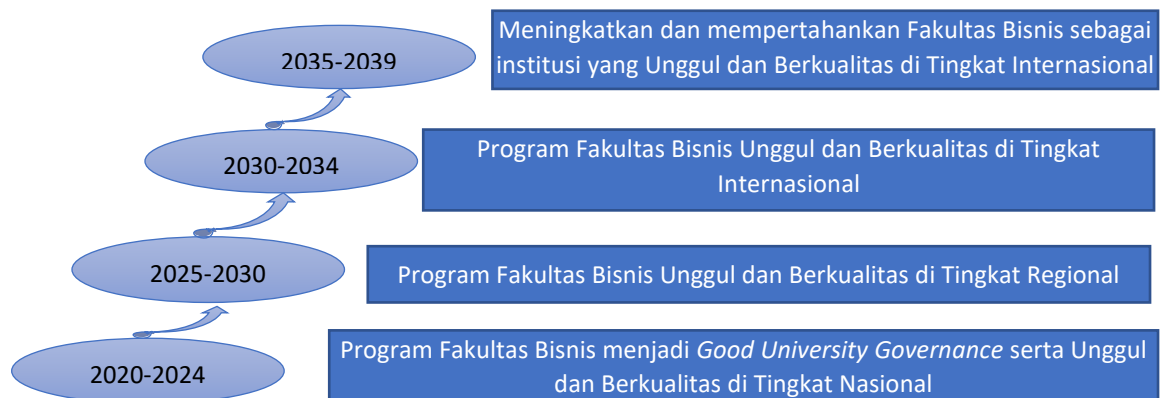 2035-2039
Meningkatkan dan mempertahankan Fakultas Bisnis sebagai
institusi yang Unggul dan Berkualitas di Tingkat Internasional
2030-2034
Program Fakultas Bisnis Unggul dan Berkualitas di Tingkat
Internasional
2025-2030
Program Fakultas Bisnis Unggul dan Berkualitas di Tingkat Regional
2020-2024
Program Fakultas Bisnis menjadi Good University Governance serta Unggul
dan Berkualitas di Tingkat Nasional